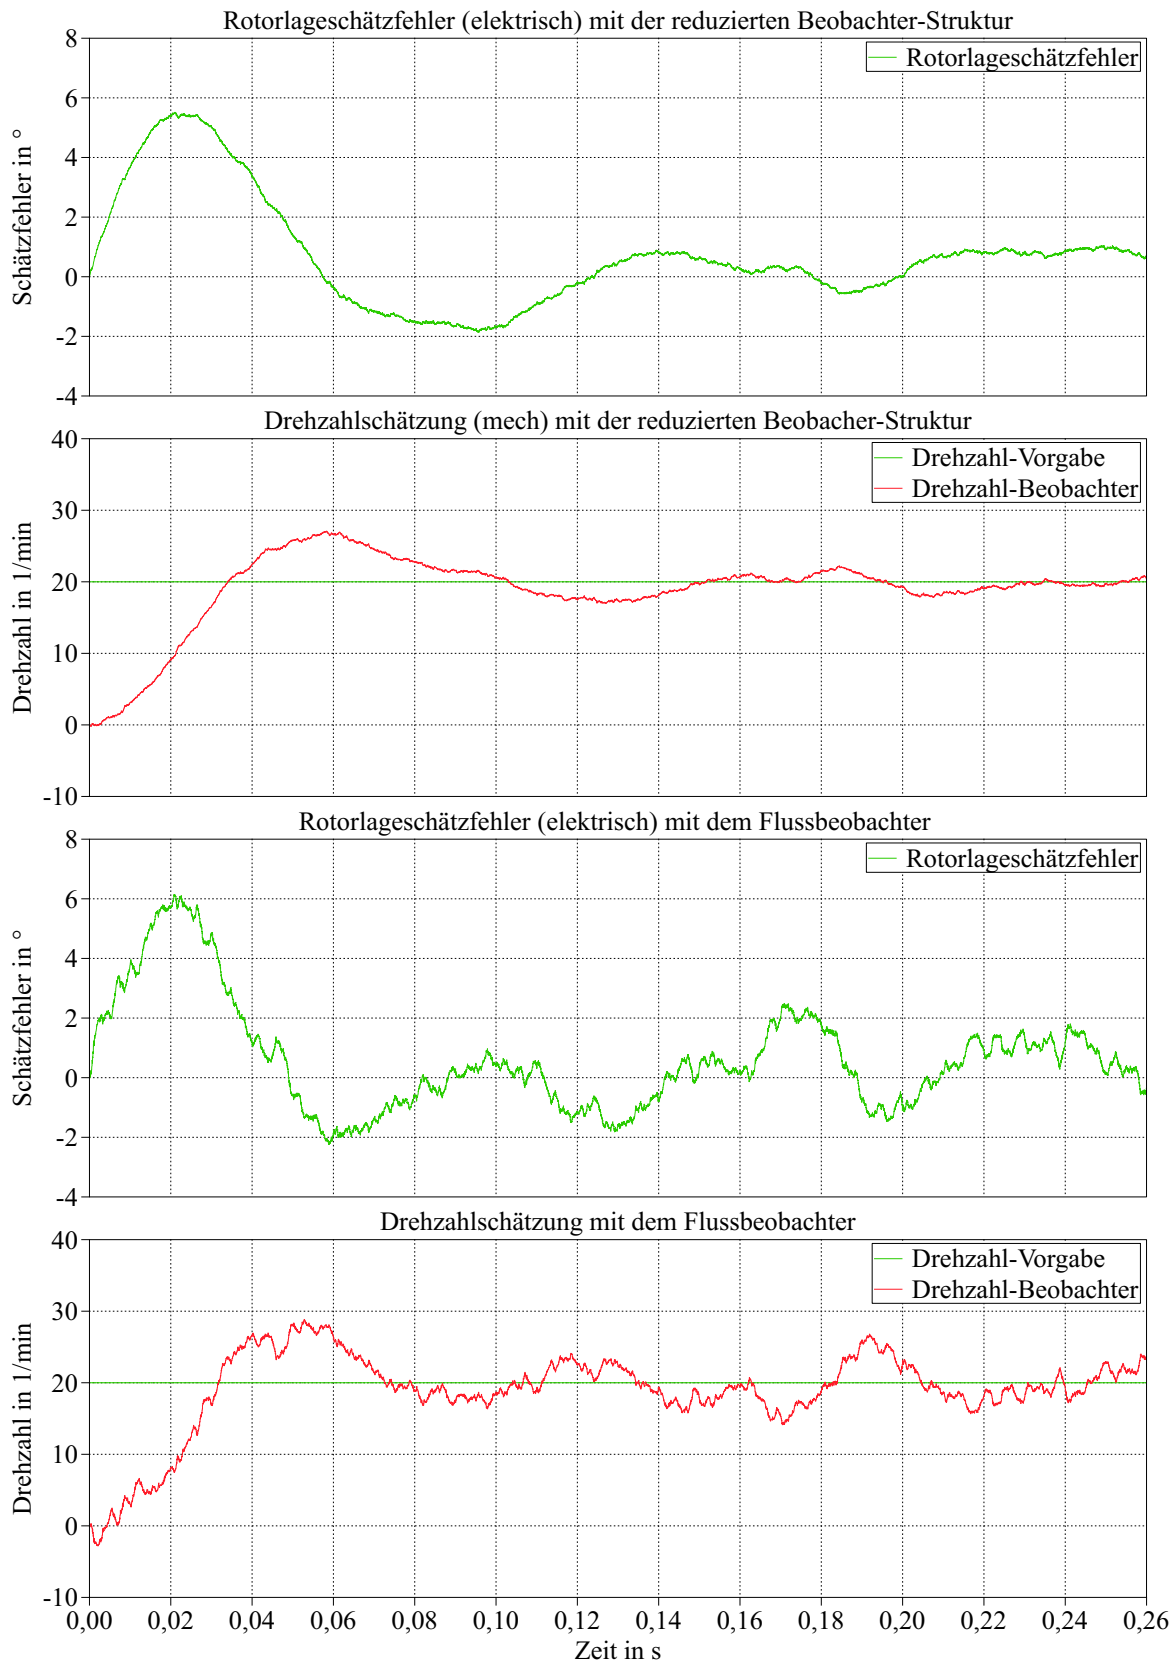 Rotorlageschätzfehler (elektrisch) mit der reduzierten Beobachter-Struktur
8
6
4
2
0
-2
-4
Schätzfehler in °
Rotorlageschätzfehler
Drehzahlschätzung (mech) mit der reduzierten Beobacher-Struktur
40
30
20
10
0
-10
Drehzahl in 1/min
Drehzahl-Vorgabe
Drehzahl-Beobachter
Rotorlageschätzfehler (elektrisch) mit dem Flussbeobachter
8
6
4
2
0
-2
-4
Schätzfehler in °
Rotorlageschätzfehler
Drehzahlschätzung mit dem Flussbeobachter
40
30
20
10
0
-10
Drehzahl in 1/min
Drehzahl-Vorgabe
Drehzahl-Beobachter
0,00 0,02 0,04 0,06 0,08 0,10 0,12 0,14 0,16 0,18 0,20 0,22 0,24 0,26
Zeit in s